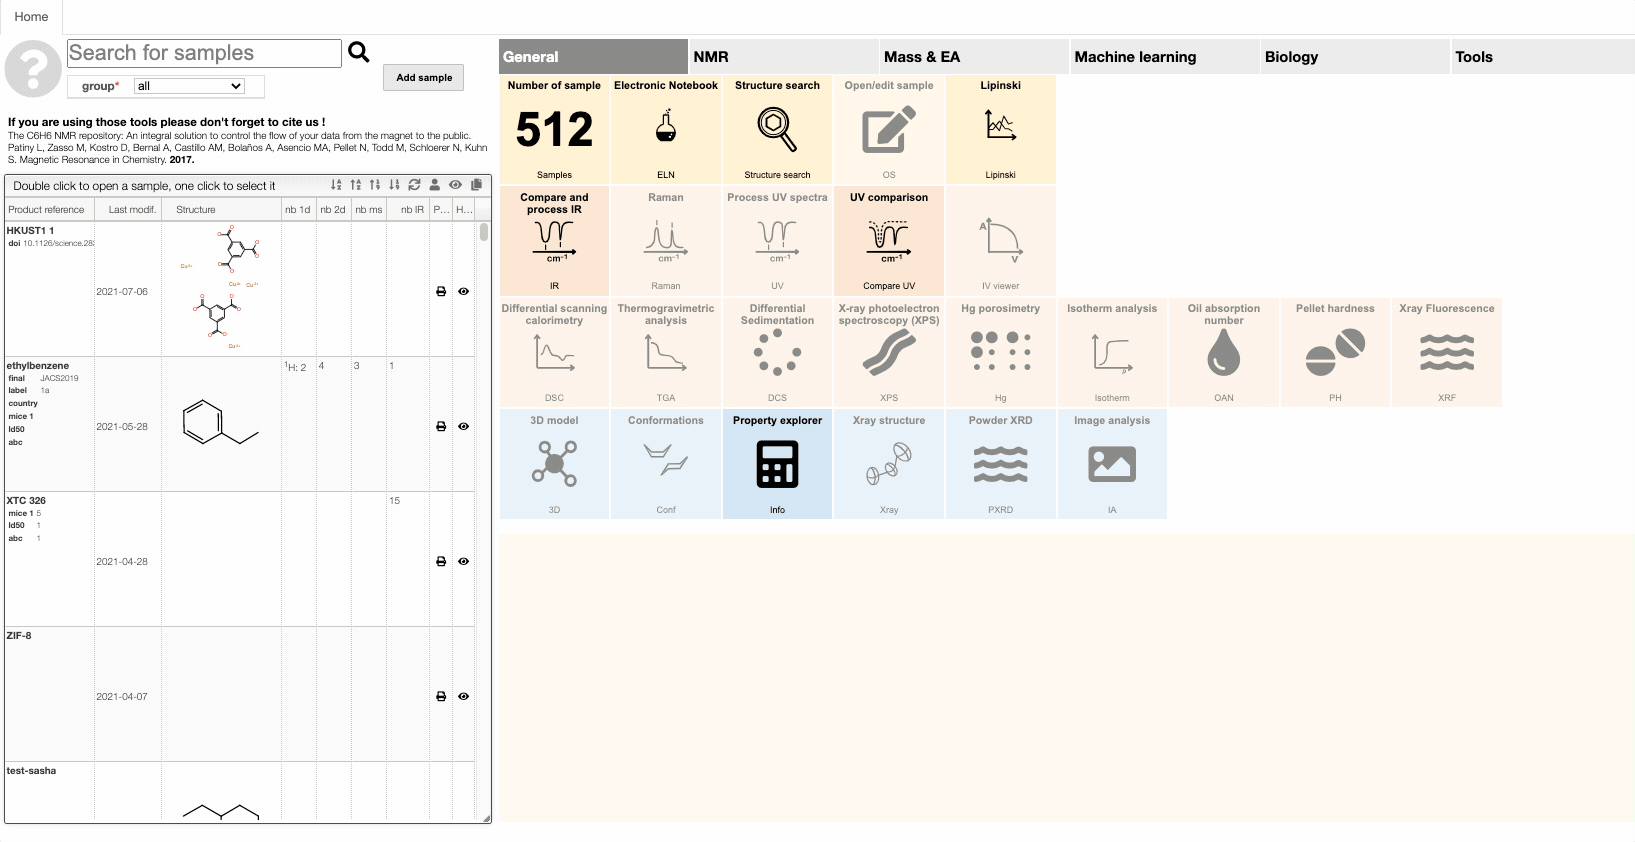 Home
Search for samples
group* all
Add sample
If you are using those tools please don't forget to cite us !
The C6H6 NMR repository: An integral solution to control the flow of your data from the magnet to the public.
Patiny L, Zasso M, Kostro D, Bernal A, Castillo AM, Bolaños A, Asencio MA, Pellet N, Todd M, Schloerer N, Kuhn
S. Magnetic Resonance in Chemistry. 2017.
Double click to open a sample, one click to select it
Product reference Last modif. Structure nb 1d nb 2d nb ms nb IR P... H...
HKUST1 1
doi 10.1126/science.28
2021-07-06
ethylbenzene
¹H: 2 4 3 1
final JACS2019
label 1a
country
mice 1
ld50
abc
2021-05-28
XTC 326
15
mice 1 5
ld50 1
abc 1
2021-04-28
ZIF-8
2021-04-07
test-sasha
General NMR Mass & EA Machine learning Biology Tools
Number of sample
512
Samples
Electronic Notebook
ELN
Structure search
Structure search
Open/edit sample
OS
Lipinski
Lipinski
Compare and
process IR
cm⁻¹
IR
Raman
cm⁻¹
Raman
Process UV spectra
cm⁻¹
UV
UV comparison
cm⁻¹
Compare UV
A
V
IV viewer
Differential scanning
calorimetry
DSC
Thermogravimetric
analysis
TGA
Differential
Sedimentation
DCS
X-ray photoelectron
spectroscopy (XPS)
XPS
Hg porosimetry
Hg
Isotherm analysis
p
Isotherm
Oil absorption
number
OAN
Pellet hardness
PH
Xray Fluorescence
XRF
3D model
3D
Conformations
Conf
Property explorer
Info
Xray structure
Xray
Powder XRD
PXRD
Image analysis
IA